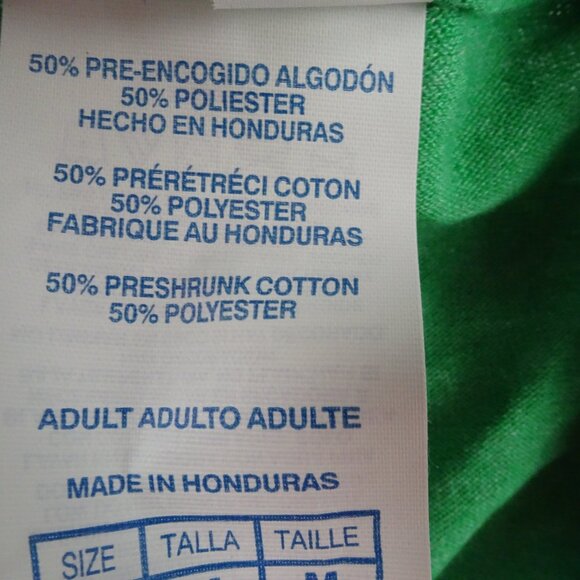 50% PRE-ENCOGIDO ALGODÓN
50% POLIESTER
HECHO EN HONDURAS
50% PRÉRÉTRÉCI COTON
50% POLYESTER
FABRIQUE AU HONDURAS
50% PRESHRUNK COTTON
50% POLYESTER
ADULT ADULTO ADULTE
MADE IN HONDURAS
SIZE TALLA TAILLE